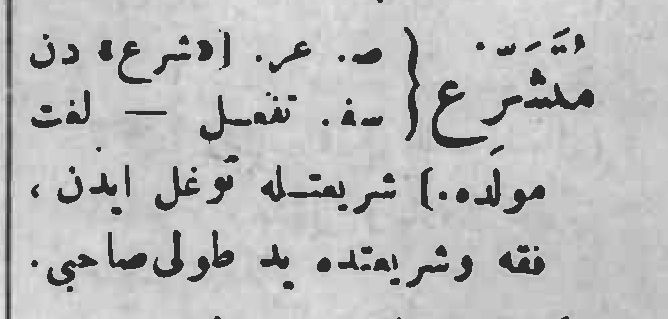 مُتَشَرِّع { ص. عر. [«شرع» دن
سف. تفعل — لغت
مولده.] شريعتله توغل ايدن ،
فقه وشريعتده يد طولى صاحبى.